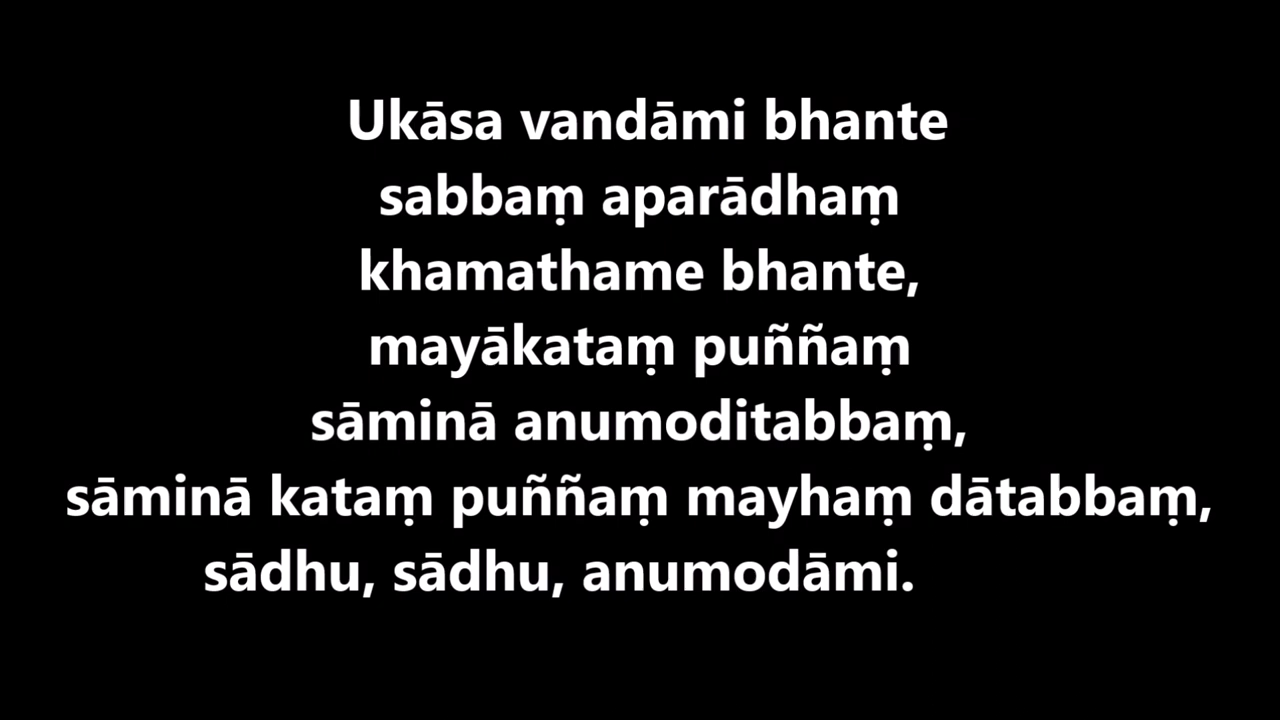 Ukāsa vandāmi bhante
sabbaṃ aparādhaṃ
khamathame bhante,
mayākataṃ puññaṃ
sāminā anumoditabbaṃ,
sāminā kataṃ puññaṃ mayhaṃ dātabbaṃ,
sādhu, sādhu, anumodāmi.